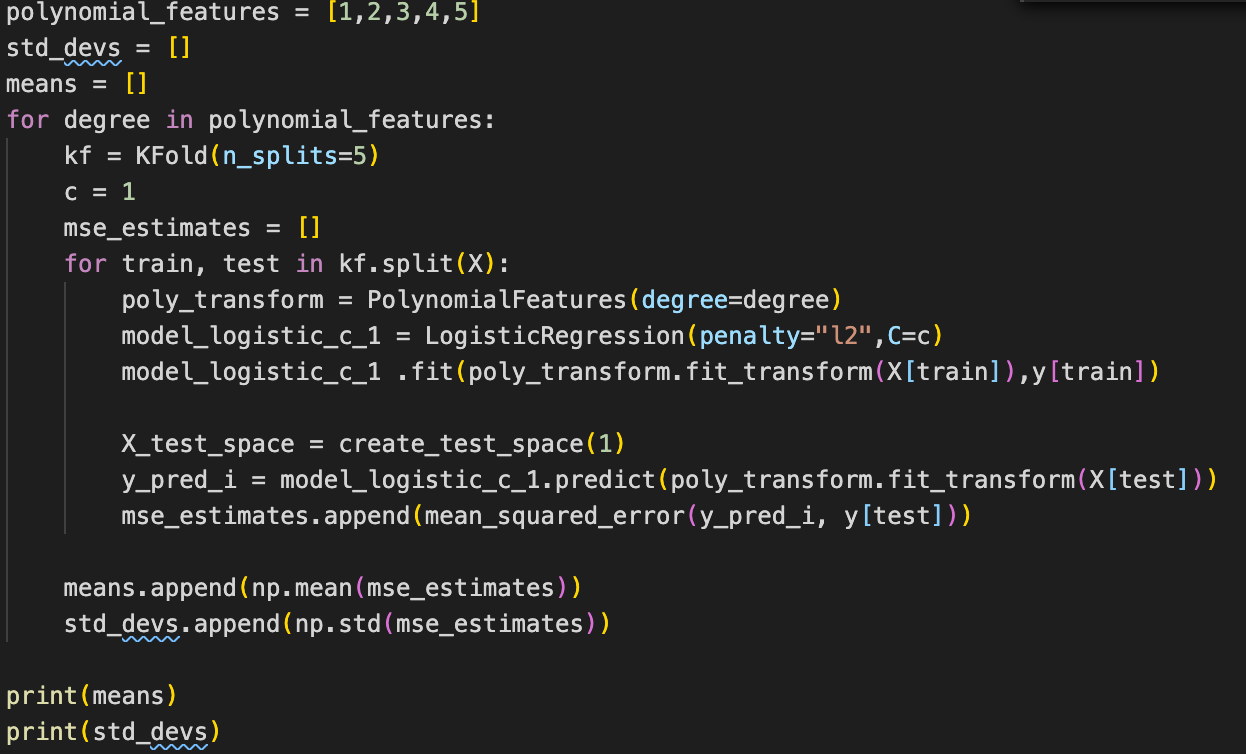 polynomial_features = [1,2,3,4,5]
std_devs = []
means = []
for degree in polynomial_features:
    kf = KFold(n_splits=5)
    c = 1
    mse_estimates = []
    for train, test in kf.split(X):
        poly_transform = PolynomialFeatures(degree=degree)
        model_logistic_c_1 = LogisticRegression(penalty="l2",C=c)
        model_logistic_c_1 .fit(poly_transform.fit_transform(X[train]),y[train])

        X_test_space = create_test_space(1)
        y_pred_i = model_logistic_c_1.predict(poly_transform.fit_transform(X[test]))
        mse_estimates.append(mean_squared_error(y_pred_i, y[test]))

    means.append(np.mean(mse_estimates))
    std_devs.append(np.std(mse_estimates))

print(means)
print(std_devs)